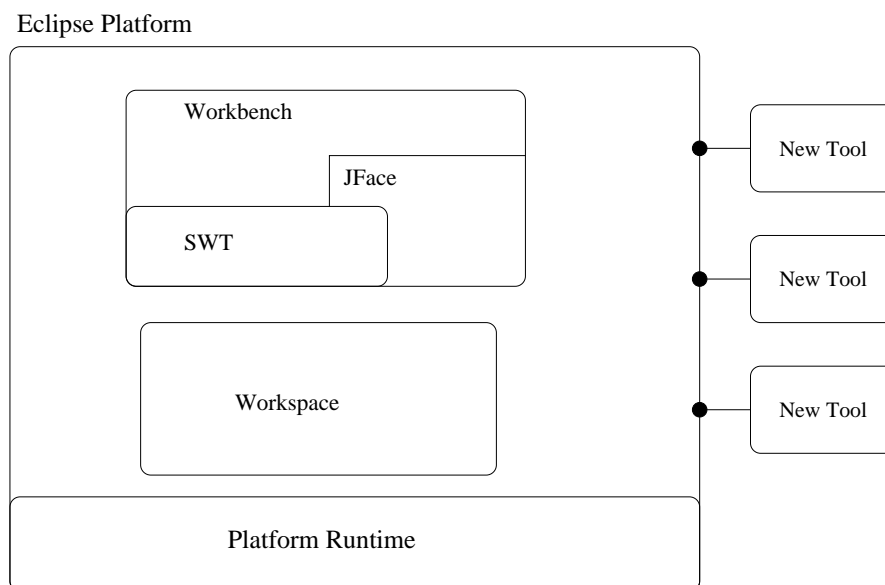 Eclipse Platform
Workbench
New Tool
JFace
SWT
New Tool
Workspace
New Tool
Platform Runtime